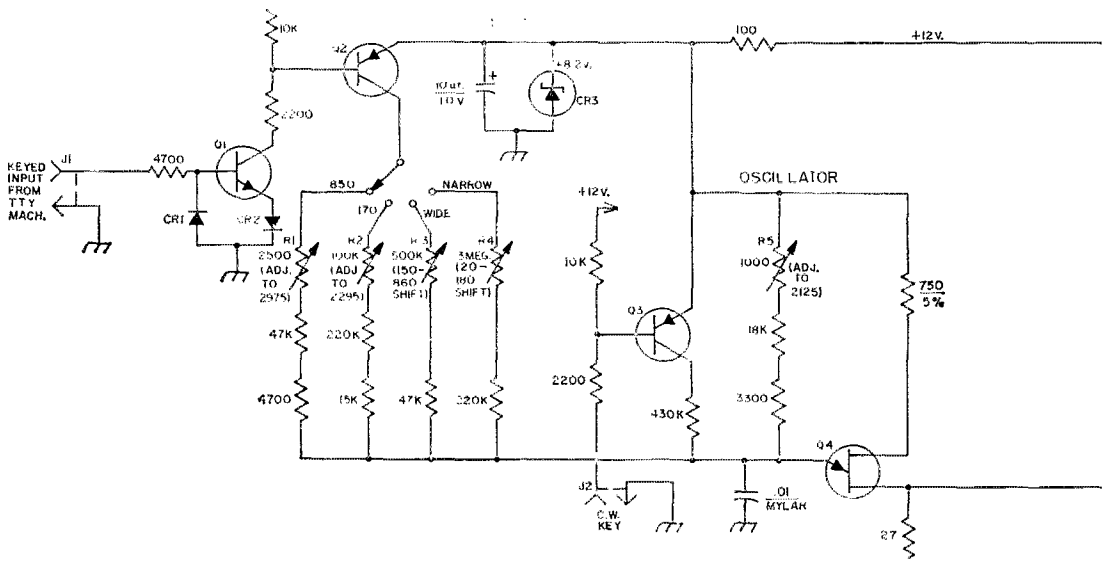 10K
Q2
100
+12V.
+8.2V.
10 uf.
10 V
CR3
2200
Q1
J1
4700
KEYED
INPUT
FROM
TTY
MACH.
CR1
CR2
850
NARROW
170
WIDE
OSCILLATOR
+12V.
R1
2500
(ADJ.
TO
2975)
R2
100K
(ADJ
TO
2295)
R3
500K
(150-
860
SHIFT)
R4
3MEG.
(20-
180
SHIFT)
10K
R5
1000
(ADJ.
TO
2125)
750
5%
Q3
47K
220K
18K
2200
4700
15K
47K
220K
430K
3300
Q4
J2
C.W.
KEY
.01
MYLAR
27